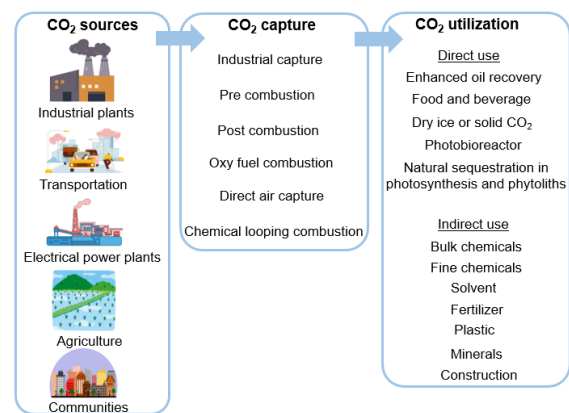 CO₂ sources
Industrial plants
Transportation
Electrical power plants
Agriculture
Communities
CO₂ capture
Industrial capture
Pre combustion
Post combustion
Oxy fuel combustion
Direct air capture
Chemical looping combustion
CO₂ utilization
Direct use
Enhanced oil recovery
Food and beverage
Dry ice or solid CO₂
Photobioreactor
Natural sequestration in
photosynthesis and phytoliths
Indirect use
Bulk chemicals
Fine chemicals
Solvent
Fertilizer
Plastic
Minerals
Construction